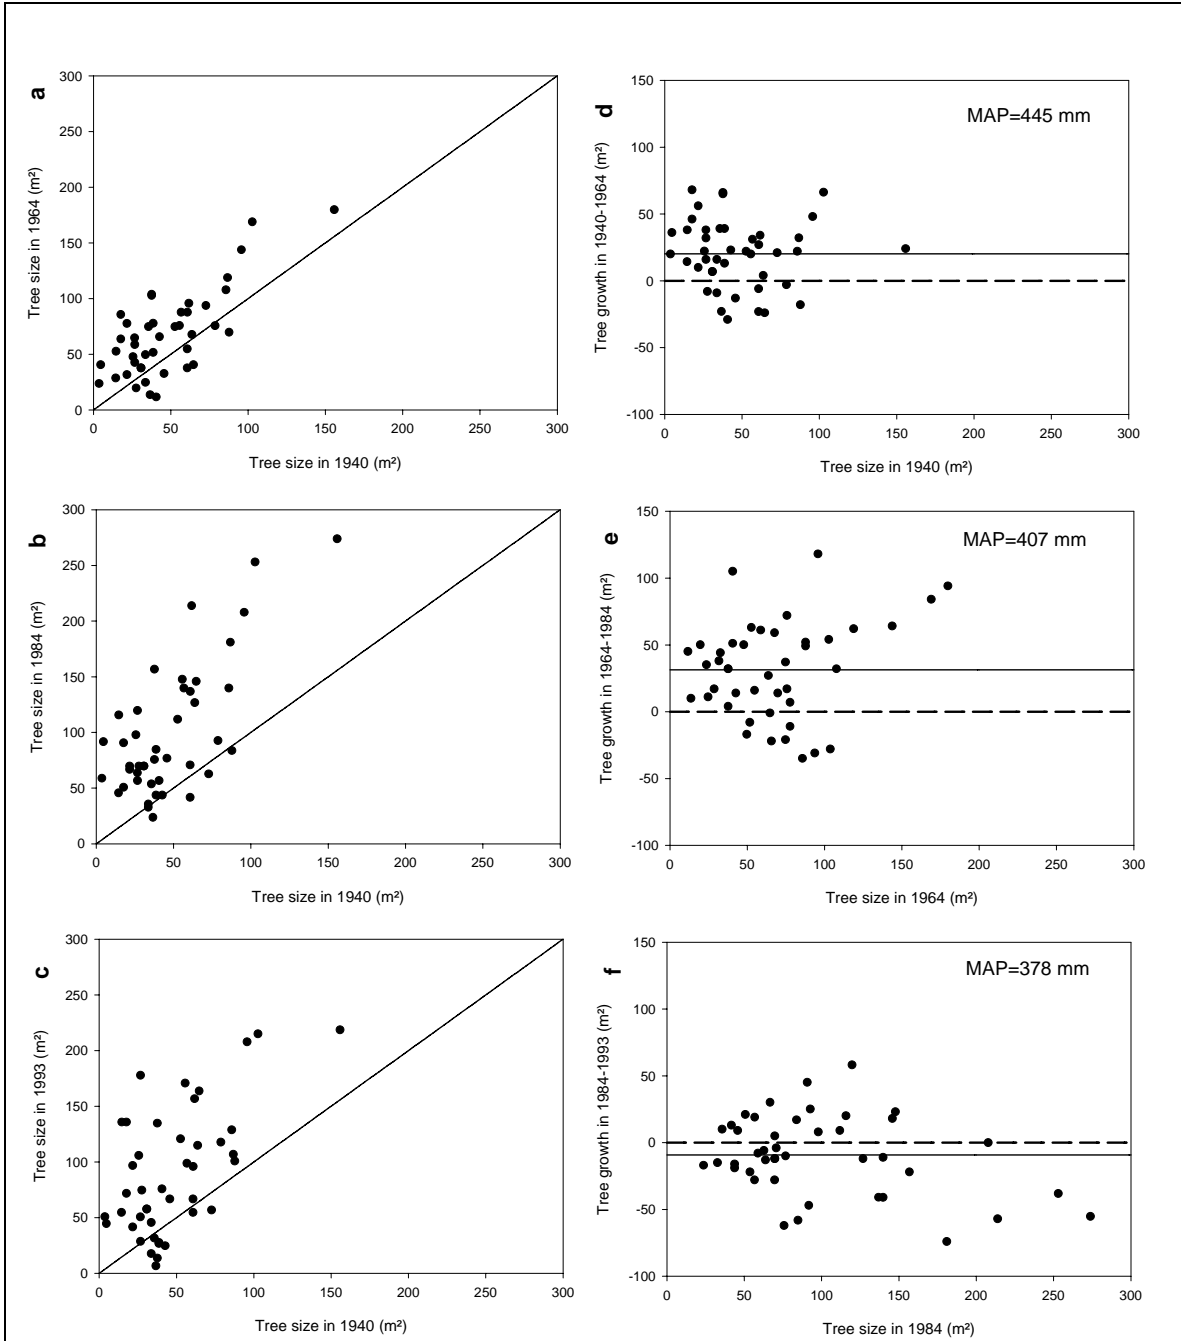 a
300
250
200
150
100
50
0
Tree size in 1964 (m²)
0 50 100 150 200 250 300
Tree size in 1940 (m²)
d
MAP=445 mm
150
100
50
0
-50
-100
Tree growth in 1940-1964 (m²)
0 50 100 150 200 250 300
Tree size in 1940 (m²)
b
300
250
200
150
100
50
0
Tree size in 1984 (m²)
0 50 100 150 200 250 300
Tree size in 1940 (m²)
e
MAP=407 mm
150
100
50
0
-50
-100
Tree growth in 1964-1984 (m²)
0 50 100 150 200 250 300
Tree size in 1964 (m²)
c
300
250
200
150
100
50
0
Tree size in 1993 (m²)
0 50 100 150 200 250 300
Tree size in 1940 (m²)
f
MAP=378 mm
150
100
50
0
-50
-100
Tree growth in 1984-1993 (m²)
0 50 100 150 200 250 300
Tree size in 1984 (m²)